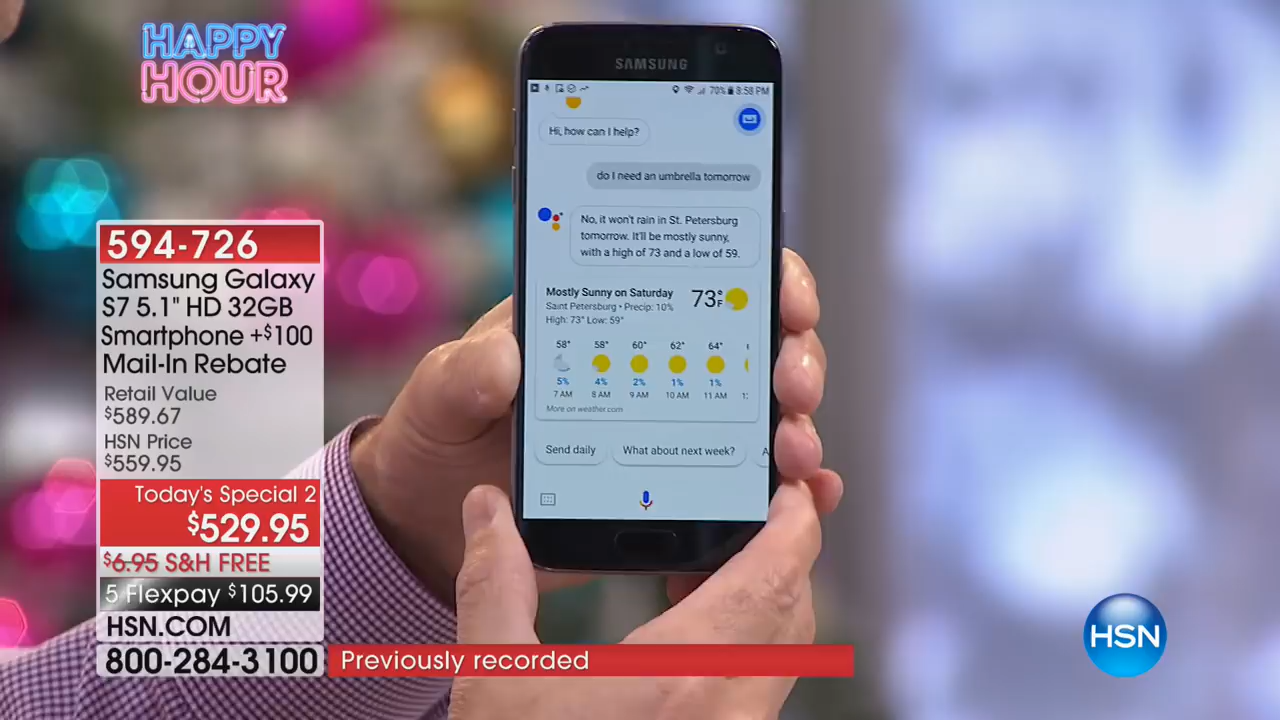 HAPPY
HOUR
594-726
Samsung Galaxy
S7 5.1" HD 32GB
Smartphone +$100
Mail-In Rebate
Retail Value
$589.67
HSN Price
$559.95
Today's Special 2
$529.95
$6.95 S&H FREE
5 Flexpay $105.99
HSN.COM
800-284-3100
Previously recorded
SAMSUNG
70% 8:58 PM
Hi, how can I help?
do I need an umbrella tomorrow
No, it won't rain in St. Petersburg
tomorrow. It'll be mostly sunny,
with a high of 73 and a low of 59.
Mostly Sunny on Saturday
73°F
Saint Petersburg • Precip: 10%
High: 73° Low: 59°
58° 58° 60° 62° 64°
5% 4% 2% 1% 1%
7 AM 8 AM 9 AM 10 AM 11 AM 1:
More on weather.com
Send daily What about next week? A
HSN